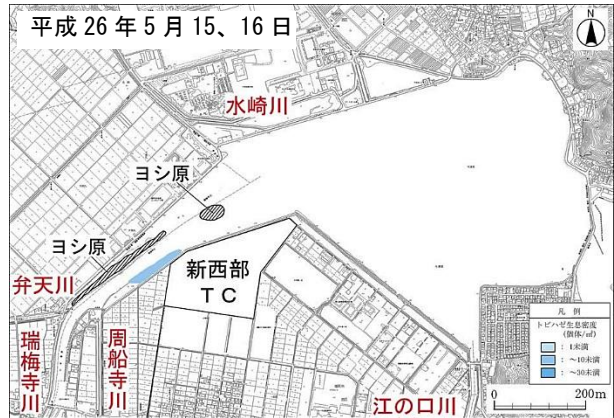 平成26年5月15、16日
N
水崎川
ヨシ原
ヨシ原
弁天川
新西部
TC
瑞梅寺川
周船寺川
江の口川
凡 例
トビハゼ生息密度
(個体/㎡)
:1未満
:~10未満
:~30未満
0 200m